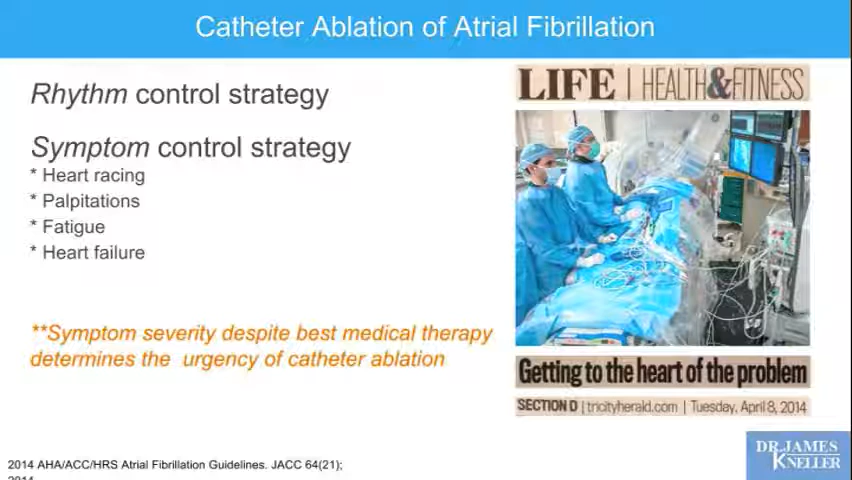 Catheter Ablation of Atrial Fibrillation
Rhythm control strategy
Symptom control strategy
* Heart racing
* Palpitations
* Fatigue
* Heart failure
**Symptom severity despite best medical therapy
determines the urgency of catheter ablation
LIFE | HEALTH&FITNESS
Getting to the heart of the problem
SECTION D | tricityherald.com | Tuesday, April 8, 2014
2014 AHA/ACC/HRS Atrial Fibrillation Guidelines. JACC 64(21);
2014
DR.JAMES
KNELLER